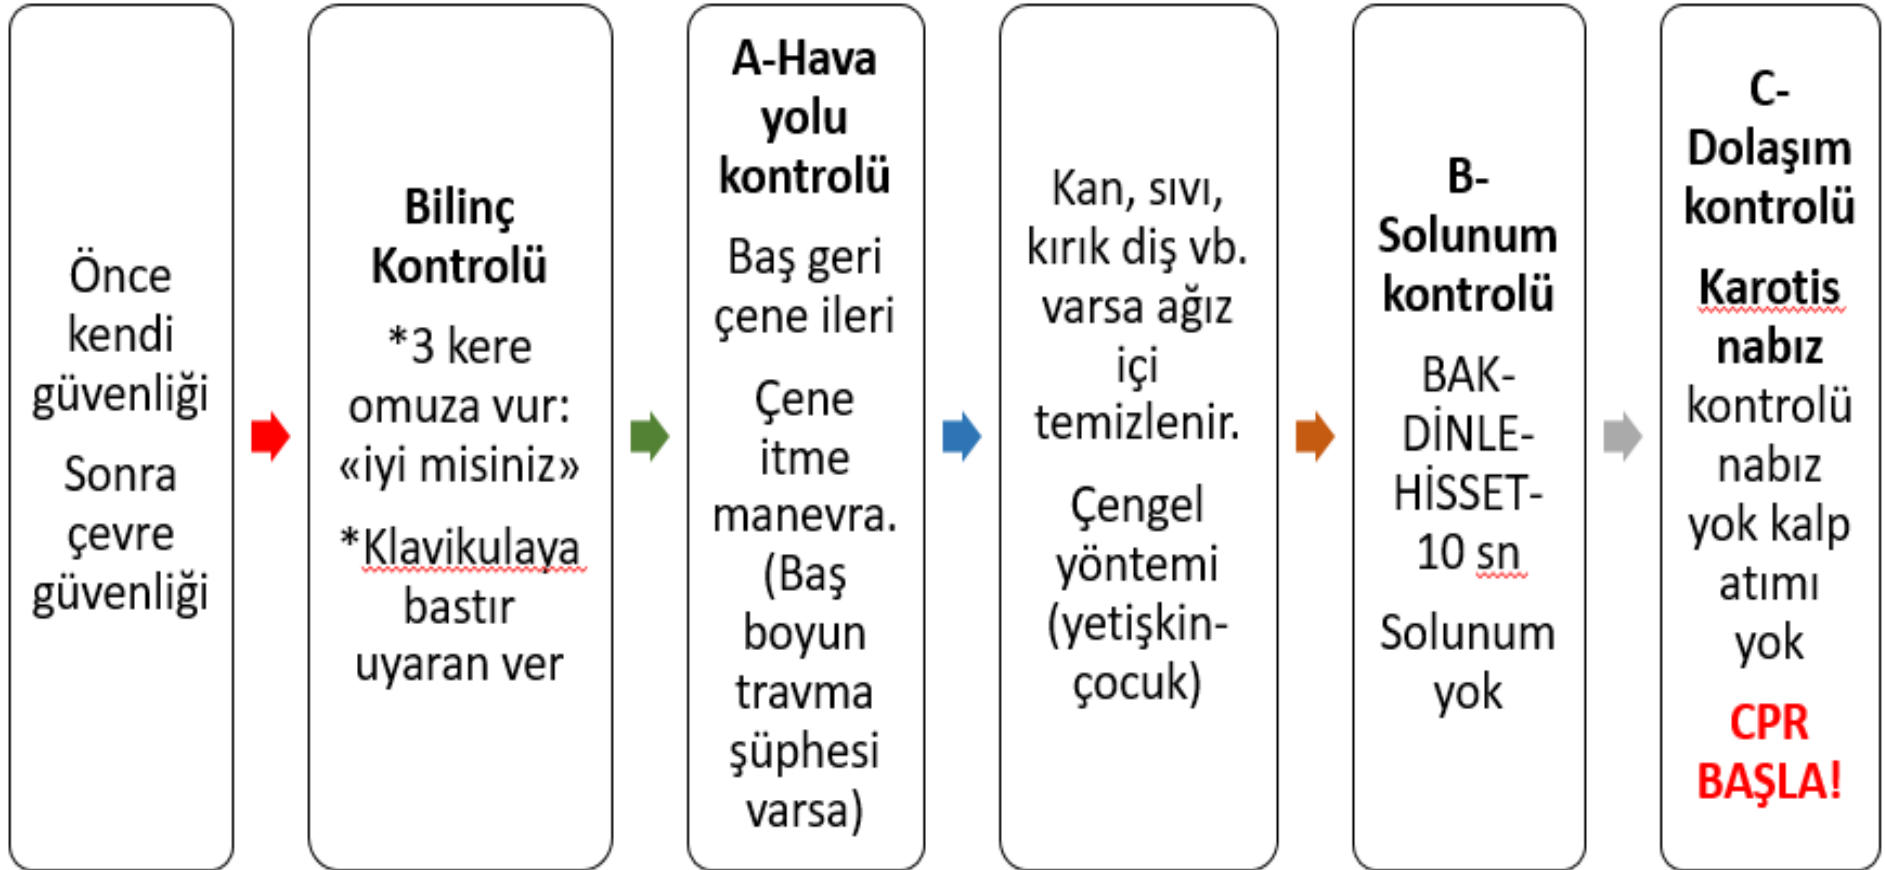 Önce
kendi
güvenliği
Sonra
çevre
güvenliği
Bilinç
Kontrolü
*3 kere
omuza vur:
«iyi misiniz»
*Klavikulaya
bastır
uyaran ver
A-Hava
yolu
kontrolü
Baş geri
çene ileri
Çene
itme
manevra.
(Baş
boyun
travma
şüphesi
varsa)
Kan, sıvı,
kırık diş vb.
varsa ağız
içi
temizlenir.
Çengel
yöntemi
(yetişkin-
çocuk)
B-
Solunum
kontrolü
BAK-
DİNLE-
HİSSET-
10 sn
Solunum
yok
C-
Dolaşım
kontrolü
Karotis
nabız
kontrolü
nabız
yok kalp
atımı
yok
CPR
BAŞLA!